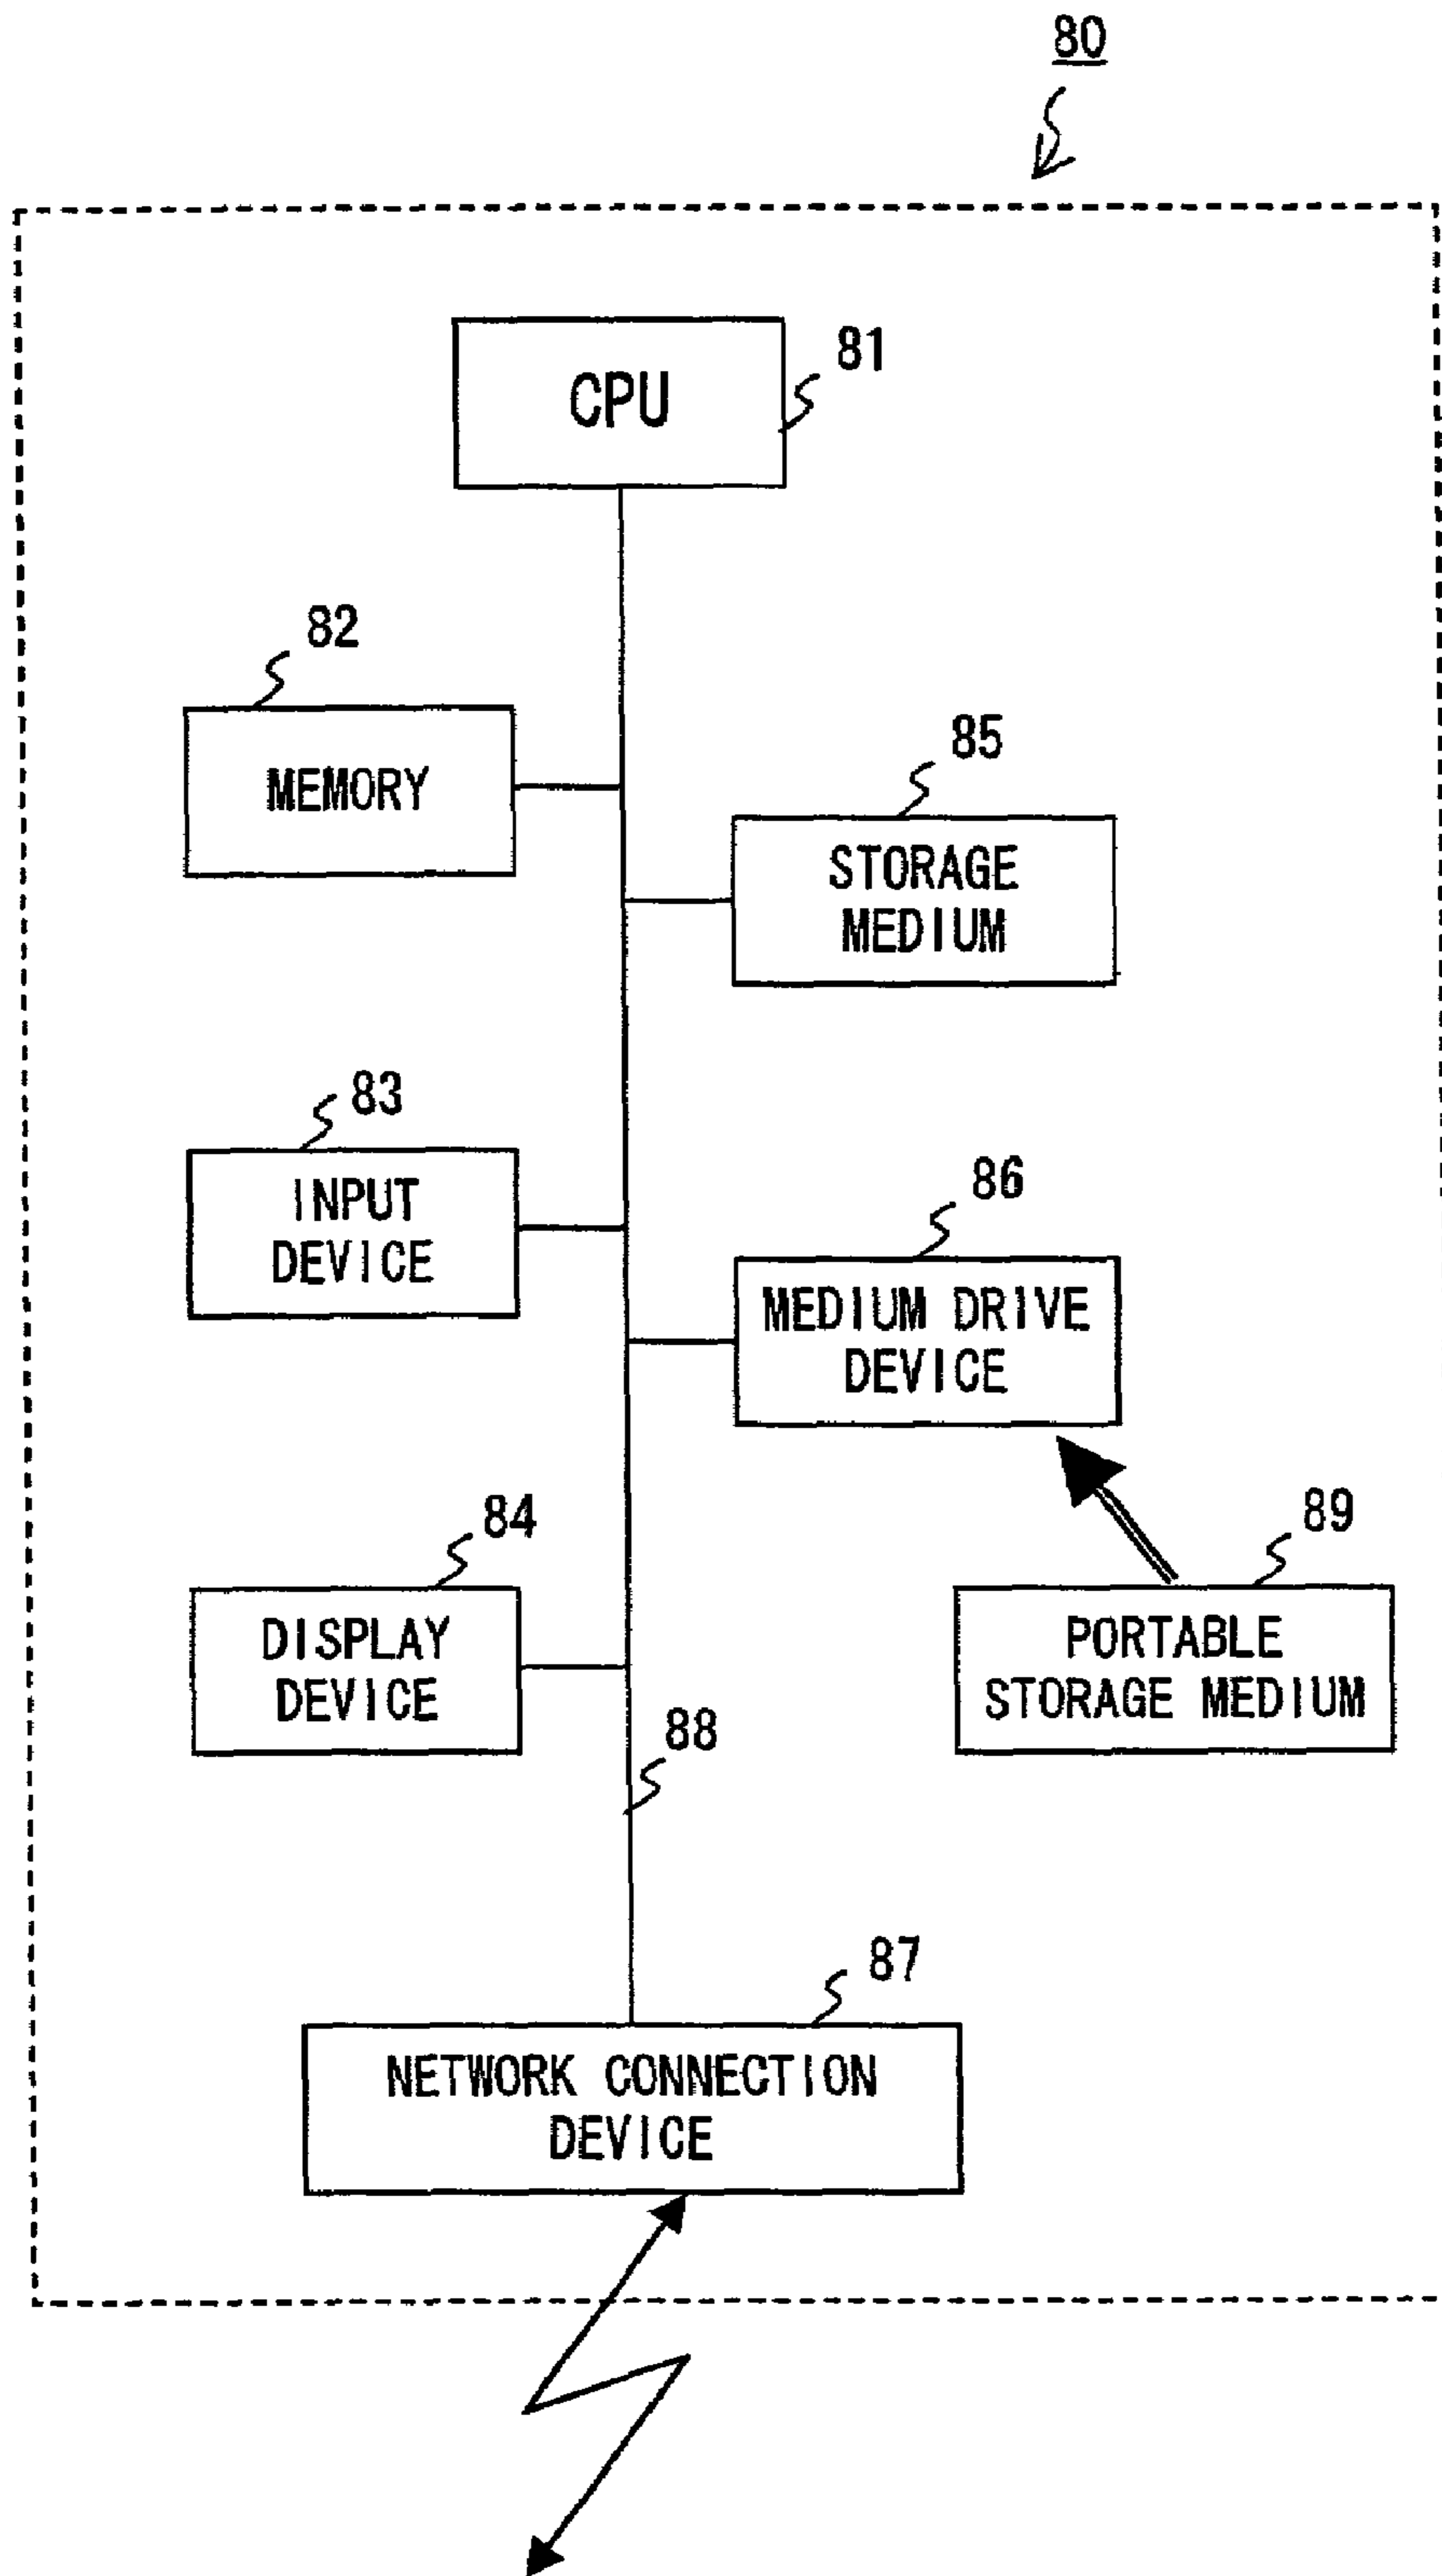 80
CPU
81
82
MEMORY
85
STORAGE
MEDIUM
83
INPUT
DEVICE
86
MEDIUM DRIVE
DEVICE
84
DISPLAY
DEVICE
89
PORTABLE
STORAGE MEDIUM
88
87
NETWORK CONNECTION
DEVICE